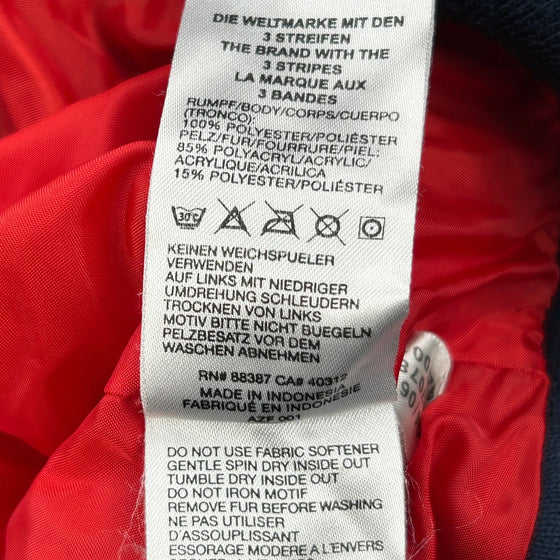 DIE WELTMARKE MIT DEN
3 STREIFEN
THE BRAND WITH THE
3 STRIPES
LA MARQUE AUX
3 BANDES
RUMPF/BODY/CORPS/CUERPO
(TRONCO):
100% POLYESTER/POLIÉSTER
PELZ/FUR/FOURRURE/PIEL:
85% POLYACRYL/ACRYLIC/
ACRYLIQUE/ACRILICA
15% POLYESTER/POLIÉSTER
30°C
KEINEN WEICHSPUELER
VERWENDEN
AUF LINKS MIT NIEDRIGER
UMDREHUNG SCHLEUDERN
TROCKNEN VON LINKS
MOTIV BITTE NICHT BUEGELN
PELZBESATZ VOR DEM
WASCHEN ABNEHMEN
RN# 88387 CA# 40312
MADE IN INDONESIA
FABRIQUÉ EN INDONÉSIE
AZF 001
DO NOT USE FABRIC SOFTENER
GENTLE SPIN DRY INSIDE OUT
TUMBLE DRY INSIDE OUT
DO NOT IRON MOTIF
REMOVE FUR BEFORE WASHING
NE PAS UTILISER
D'ASSOUPLISSANT
ESSORAGE MODERE A L'ENVERS